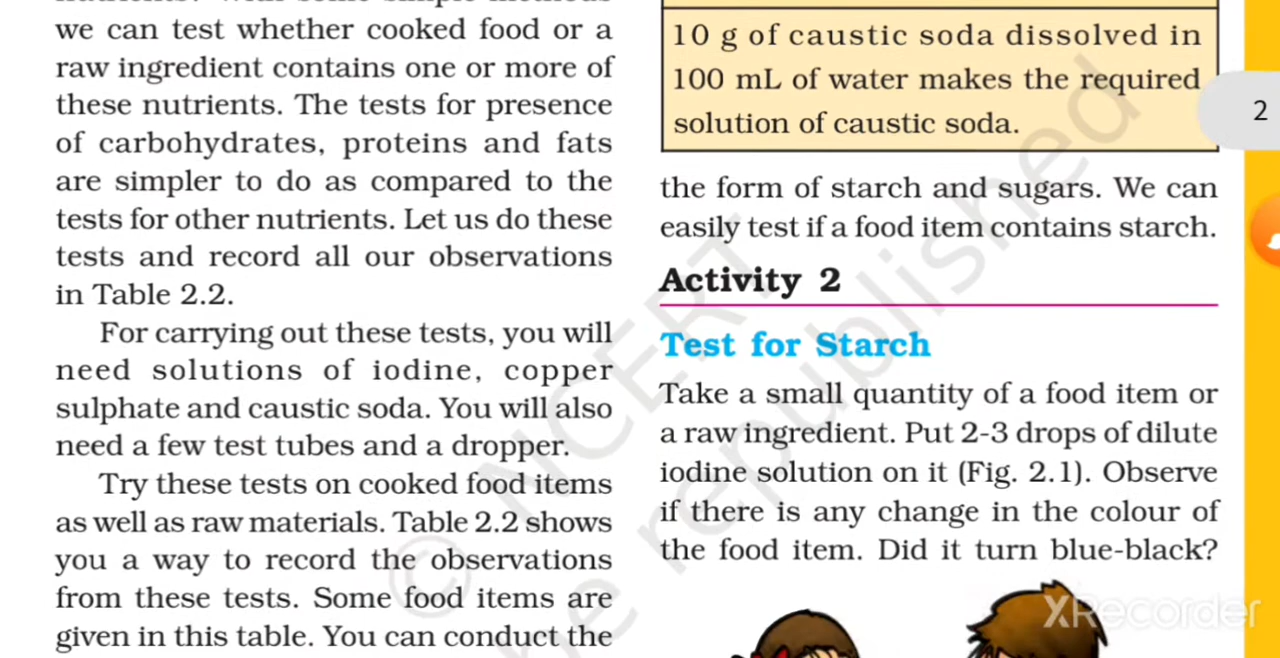 we can test whether cooked food or a
raw ingredient contains one or more of
these nutrients. The tests for presence
of carbohydrates, proteins and fats
are simpler to do as compared to the
tests for other nutrients. Let us do these
tests and record all our observations
in Table 2.2.
For carrying out these tests, you will
need solutions of iodine, copper
sulphate and caustic soda. You will also
need a few test tubes and a dropper.
Try these tests on cooked food items
as well as raw materials. Table 2.2 shows
you a way to record the observations
from these tests. Some food items are
given in this table. You can conduct the
10 g of caustic soda dissolved in
100 mL of water makes the required
solution of caustic soda.
the form of starch and sugars. We can
easily test if a food item contains starch.
Activity 2
Test for Starch
Take a small quantity of a food item or
a raw ingredient. Put 2-3 drops of dilute
iodine solution on it (Fig. 2.1). Observe
if there is any change in the colour of
the food item. Did it turn blue-black?
2
© NCERT
be republished
XRecorder